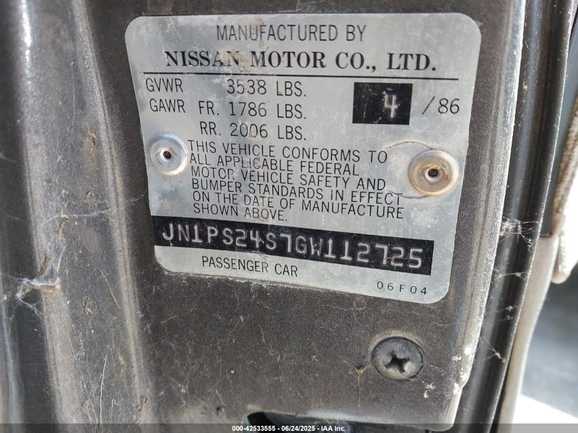 MANUFACTURED BY
NISSAN MOTOR CO., LTD.
GVWR 3538 LBS.
GAWR FR. 1786 LBS. 4 / 86
RR. 2006 LBS.
THIS VEHICLE CONFORMS TO
ALL APPLICABLE FEDERAL
MOTOR VEHICLE SAFETY AND
BUMPER STANDARDS IN EFFECT
ON THE DATE OF MANUFACTURE
SHOWN ABOVE.
JN1PS24S7GW112725
PASSENGER CAR
06F04
000-42533555 - 06/24/2025 - IAA, Inc.